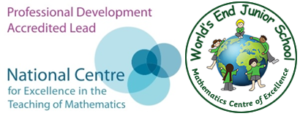 Professional Development
Accredited Lead
National Centre
for Excellence in the
Teaching of Mathematics
World's End Junior School
Mathematics Centre of Excellence